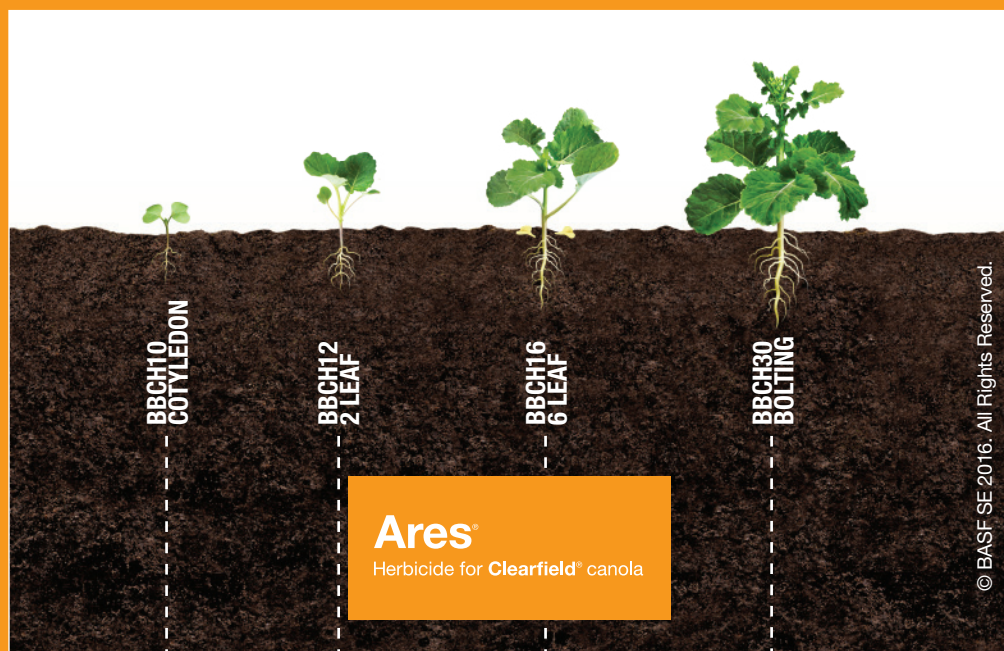 BBCH10
COTYLEDON
BBCH12
2 LEAF
BBCH16
6 LEAF
BBCH30
BOLTING
Ares®
Herbicide for Clearfield® canola
© BASF SE 2016. All Rights Reserved.